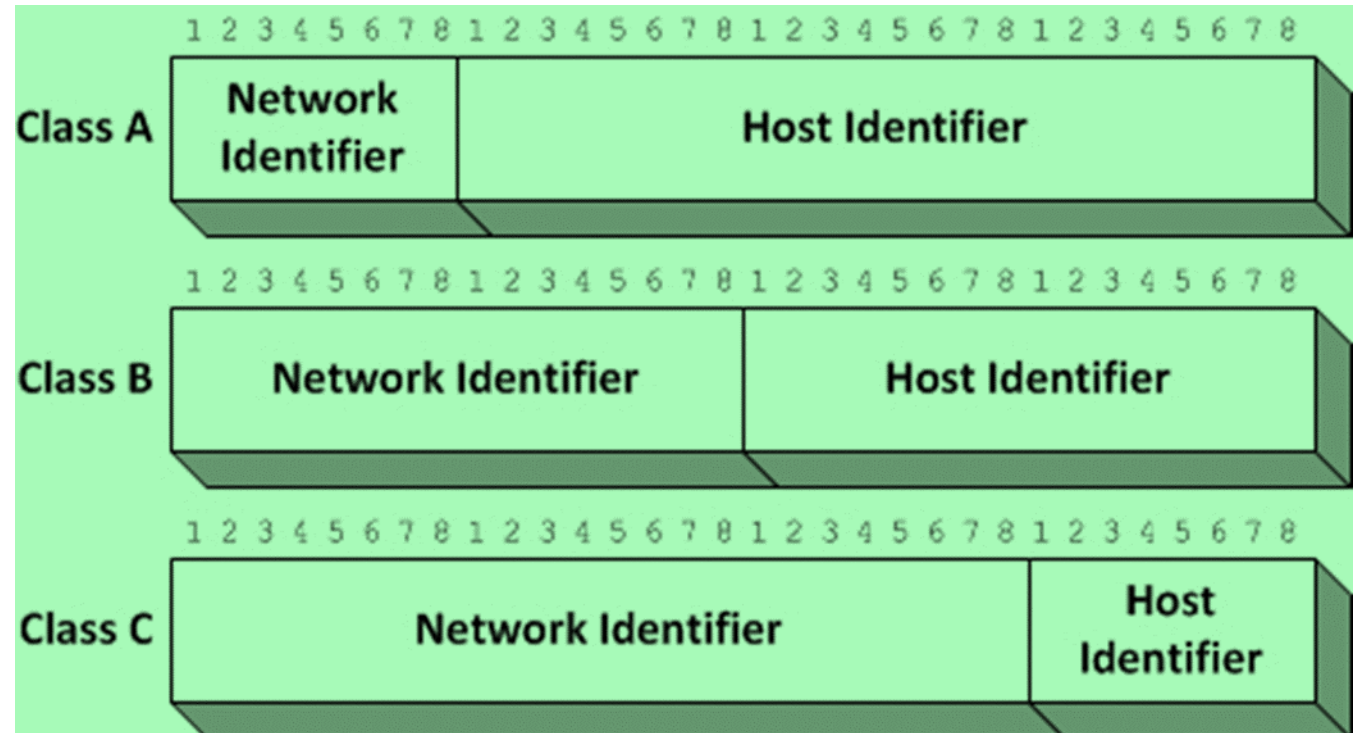 1 2 3 4 5 6 7 8 1 2 3 4 5 6 7 8 1 2 3 4 5 6 7 8 1 2 3 4 5 6 7 8
Class A
Network
Identifier
Host Identifier
1 2 3 4 5 6 7 8 1 2 3 4 5 6 7 8 1 2 3 4 5 6 7 8 1 2 3 4 5 6 7 8
Class B
Network Identifier
Host Identifier
1 2 3 4 5 6 7 8 1 2 3 4 5 6 7 8 1 2 3 4 5 6 7 8 1 2 3 4 5 6 7 8
Class C
Network Identifier
Host
Identifier